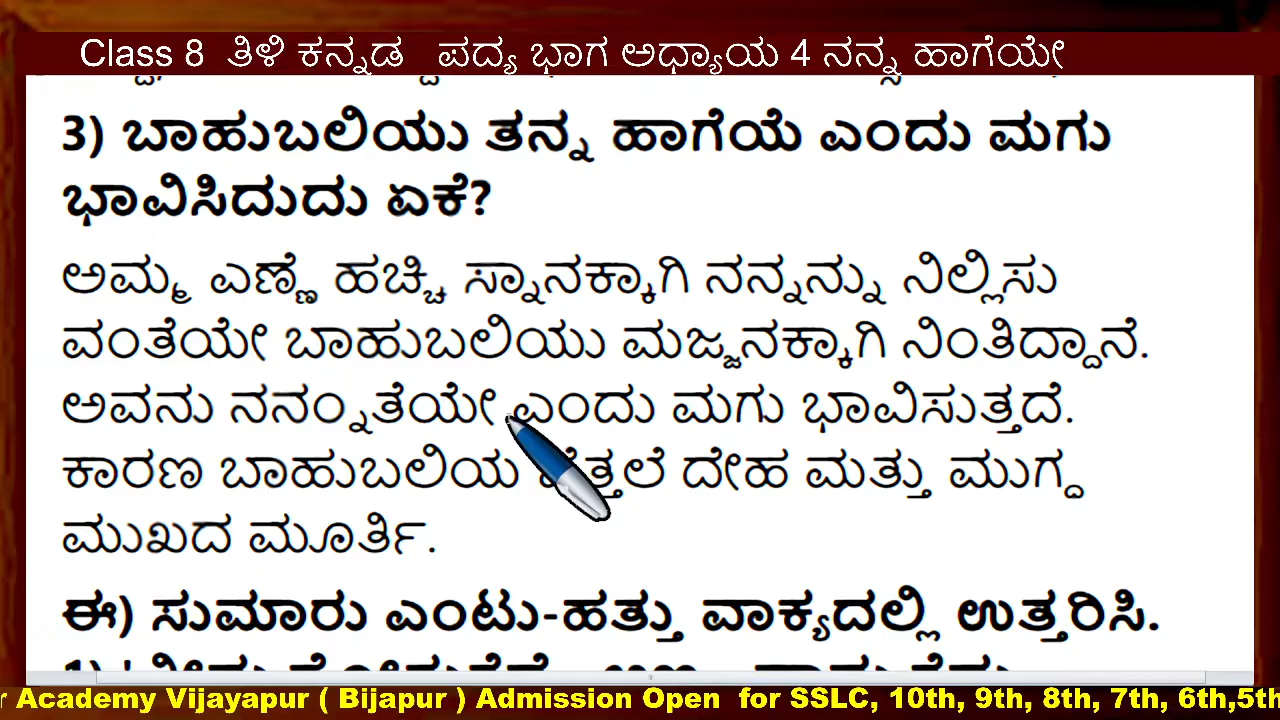 Class 8 ತಿಳಿ ಕನ್ನಡ ಪದ್ಯ ಭಾಗ ಅಧ್ಯಾಯ 4 ನನ್ನ ಹಾಗೆಯೇ
3) ಬಾಹುಬಲಿಯು ತನ್ನ ಹಾಗೆಯೆ ಎಂದು ಮಗು
ಭಾವಿಸಿದುದು ಏಕೆ?
ಅಮ್ಮ ಎಣ್ಣೆ ಹಚ್ಚಿ ಸ್ನಾನಕ್ಕಾಗಿ ನನ್ನನ್ನು ನಿಲ್ಲಿಸು
ವಂತೆಯೇ ಬಾಹುಬಲಿಯು ಮಜ್ಜನಕ್ಕಾಗಿ ನಿಂತಿದ್ದಾನೆ.
ಅವನು ನನಂ್ನತೆಯೇ ಎಂದು ಮಗು ಭಾವಿಸುತ್ತದೆ.
ಕಾರಣ ಬಾಹುಬಲಿಯ ದೇಹ ಮತ್ತು ಮುಗ್ದ
ಮುಖದ ಮೂರ್ತಿ.
ಈ) ಸುಮಾರು ಎಂಟು-ಹತ್ತು ವಾಕ್ಯದಲ್ಲಿ ಉತ್ತರಿಸಿ.
r Academy Vijayapur ( Bijapur ) Admission Open for SSLC, 10th, 9th, 8th, 7th, 6th,5th